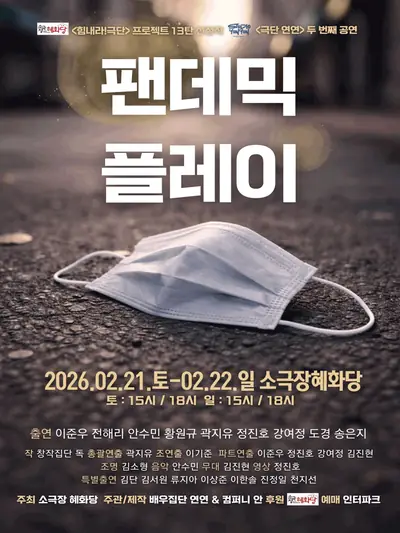 <힘내라!극단> 프로젝트 13탄
<극단 연연> 두 번째 공연
팬데믹
플레이
2026.02.21.토-02.22.일 소극장혜화당
토 : 15시 / 18시 일 : 15시 / 18시
출연 이준우 전해리 안수민 황원규 곽지유 정진호 강여정 도경 송은지
작 창작집단 독 총괄연출 곽지유 조연출 이기준 파트연출 이준우 정진호 강여정 김진현
조명 김소형 음악 안수민 무대 김진현 영상 정진호
특별출연 김단 김서원 류지아 이상준 이한솔 진정일 천지선
주최 소극장 혜화당 주관/제작 배우집단 연연 & 컴퍼니 안 후원 혜화당 예매 인터파크